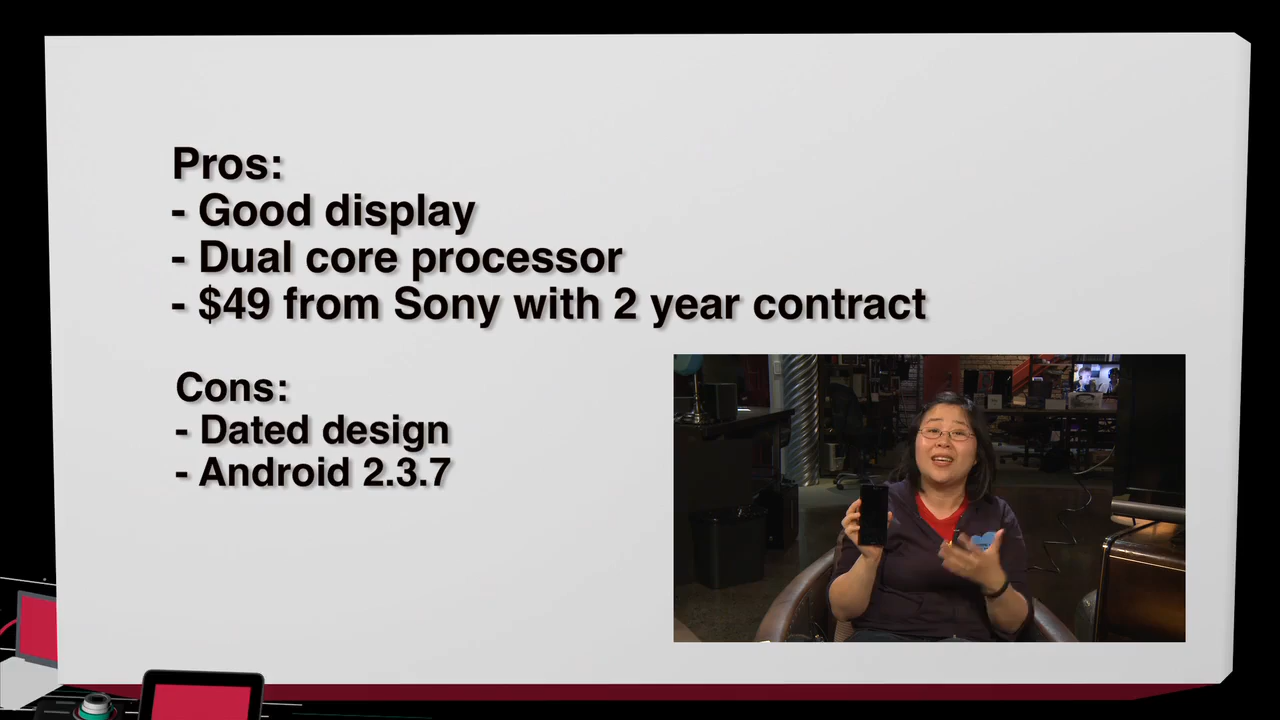 Pros:
- Good display
- Dual core processor
- $49 from Sony with 2 year contract
Cons:
- Dated design
- Android 2.3.7